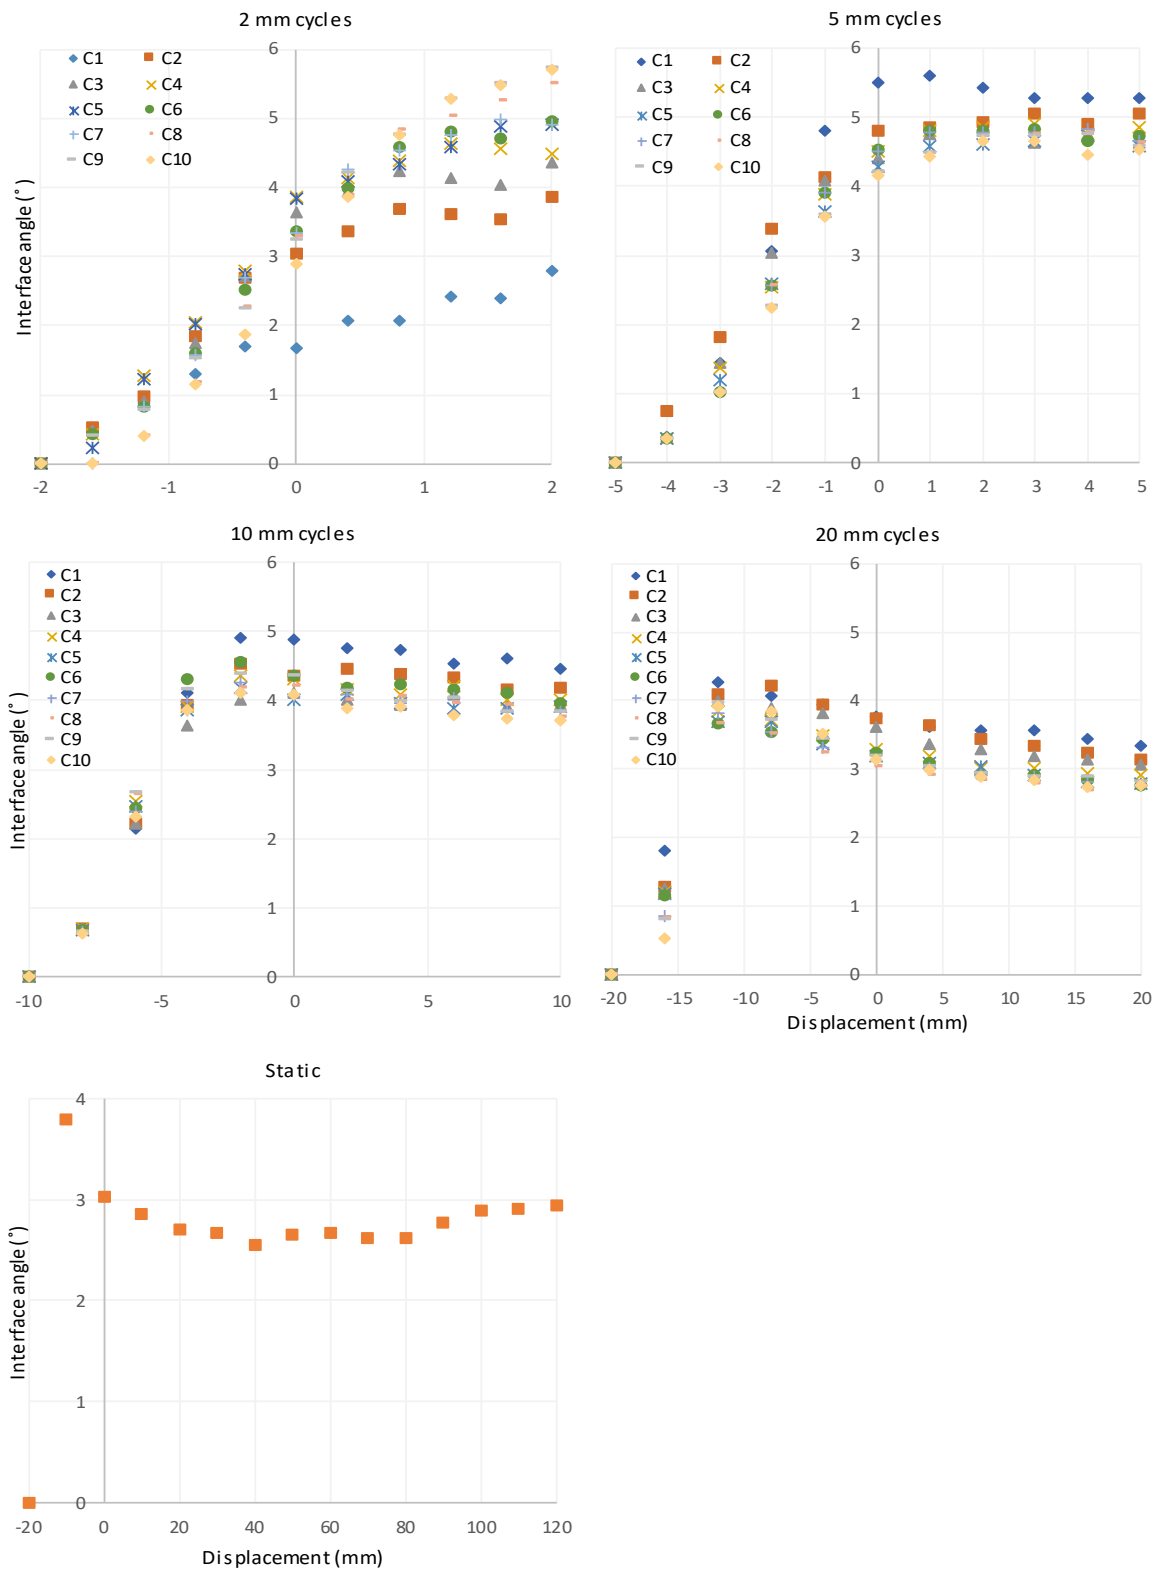 2 mm cycles
C1 C2
C3 C4
C5 C6
C7 C8
C9 C10
Interface angle (˚)
6
5
4
3
2
1
0
-2 -1 0 1 2
5 mm cycles
C1 C2
C3 C4
C5 C6
C7 C8
C9 C10
6
5
4
3
2
1
0
-5 -4 -3 -2 -1 0 1 2 3 4 5
10 mm cycles
C1
C2
C3
C4
C5
C6
C7
C8
C9
C10
Interface angle (˚)
6
5
4
3
2
1
0
-10 -5 0 5 10
20 mm cycles
C1
C2
C3
C4
C5
C6
C7
C8
C9
C10
6
5
4
3
2
1
0
-20 -15 -10 -5 0 5 10 15 20
Displacement (mm)
Static
Interface angle (˚)
4
3
2
1
0
-20 0 20 40 60 80 100 120
Displacement (mm)